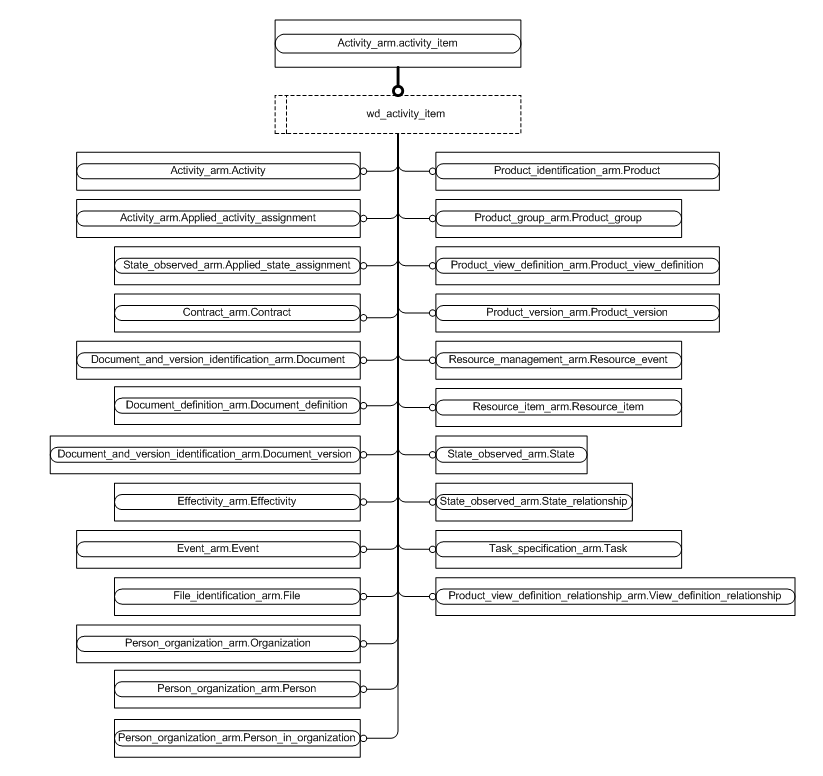 Activity_arm.activity_item
wd_activity_item
Activity_arm.Activity
Product_identification_arm.Product
Activity_arm.Applied_activity_assignment
Product_group_arm.Product_group
State_observed_arm.Applied_state_assignment
Product_view_definition_arm.Product_view_definition
Contract_arm.Contract
Product_version_arm.Product_version
Document_and_version_identification_arm.Document
Resource_management_arm.Resource_event
Document_definition_arm.Document_definition
Resource_item_arm.Resource_item
Document_and_version_identification_arm.Document_version
State_observed_arm.State
Effectivity_arm.Effectivity
State_observed_arm.State_relationship
Event_arm.Event
Task_specification_arm.Task
File_identification_arm.File
Product_view_definition_relationship_arm.View_definition_relationship
Person_organization_arm.Organization
Person_organization_arm.Person
Person_organization_arm.Person_in_organization